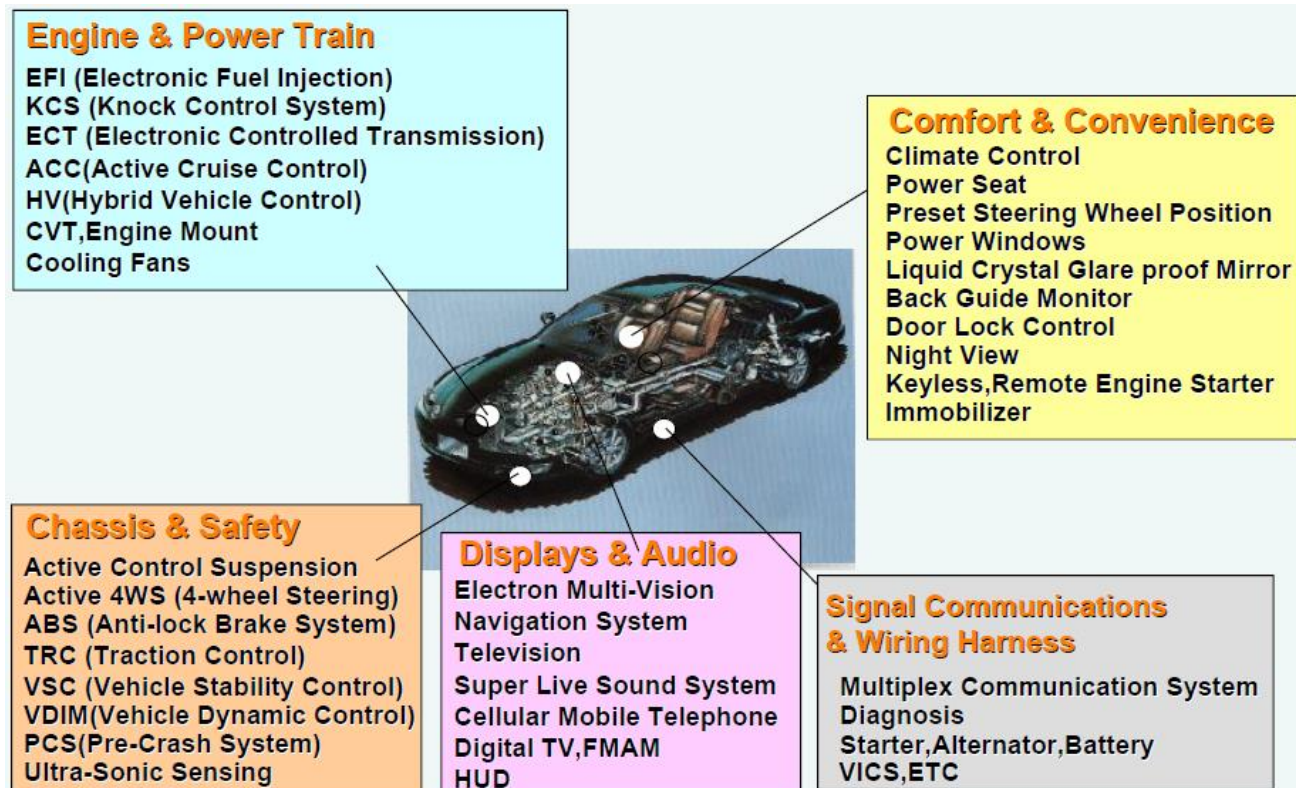 Engine & Power Train
EFI (Electronic Fuel Injection)
KCS (Knock Control System)
ECT (Electronic Controlled Transmission)
ACC(Active Cruise Control)
HV(Hybrid Vehicle Control)
CVT,Engine Mount
Cooling Fans
Comfort & Convenience
Climate Control
Power Seat
Preset Steering Wheel Position
Power Windows
Liquid Crystal Glare proof Mirror
Back Guide Monitor
Door Lock Control
Night View
Keyless,Remote Engine Starter
Immobilizer
Chassis & Safety
Active Control Suspension
Active 4WS (4-wheel Steering)
ABS (Anti-lock Brake System)
TRC (Traction Control)
VSC (Vehicle Stability Control)
VDIM(Vehicle Dynamic Control)
PCS(Pre-Crash System)
Ultra-Sonic Sensing
Displays & Audio
Electron Multi-Vision
Navigation System
Television
Super Live Sound System
Cellular Mobile Telephone
Digital TV,FMAM
HUD
Signal Communications
& Wiring Harness
Multiplex Communication System
Diagnosis
Starter,Alternator,Battery
VICS,ETC